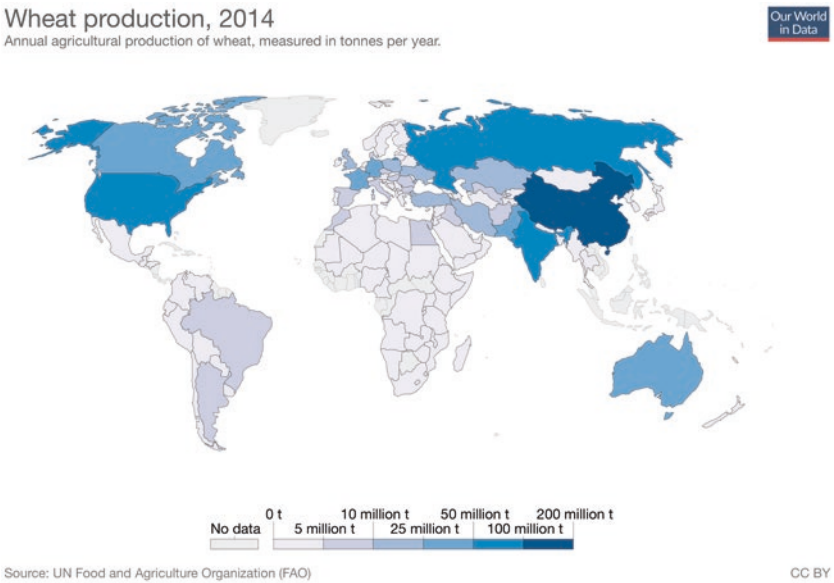 Wheat production, 2014
Our World
in Data
Annual agricultural production of wheat, measured in tonnes per year.
0 t 10 million t 50 million t 200 million t
No data 5 million t 25 million t 100 million t
Source: UN Food and Agriculture Organization (FAO) CC BY